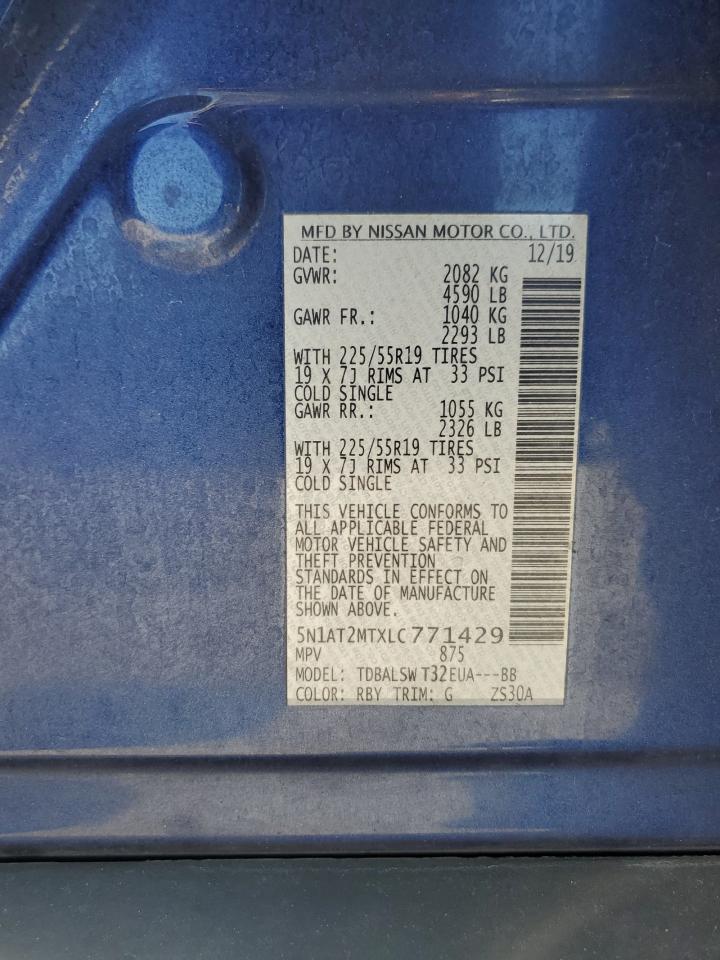 MFD BY NISSAN MOTOR CO., LTD.
DATE: 12/19
GVWR: 2082 KG
4590 LB
GAWR FR.: 1040 KG
2293 LB
WITH 225/55R19 TIRES
19 X 7J RIMS AT 33 PSI
COLD SINGLE
GAWR RR.: 1055 KG
2326 LB
WITH 225/55R19 TIRES
19 X 7J RIMS AT 33 PSI
COLD SINGLE
THIS VEHICLE CONFORMS TO
ALL APPLICABLE FEDERAL
MOTOR VEHICLE SAFETY AND
THEFT PREVENTION
STANDARDS IN EFFECT ON
THE DATE OF MANUFACTURE
SHOWN ABOVE.
5N1AT2MTXLC771429
MPV 875
MODEL: TDBALSW T32EUA---BB
COLOR: RBY TRIM: G ZS30A